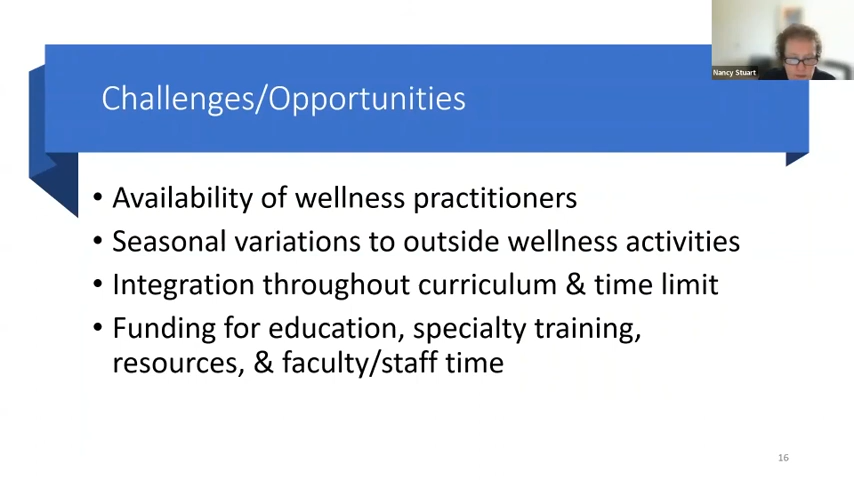 Nancy Stuart
Challenges/Opportunities
• Availability of wellness practitioners
• Seasonal variations to outside wellness activities
• Integration throughout curriculum & time limit
• Funding for education, specialty training,
resources, & faculty/staff time
16